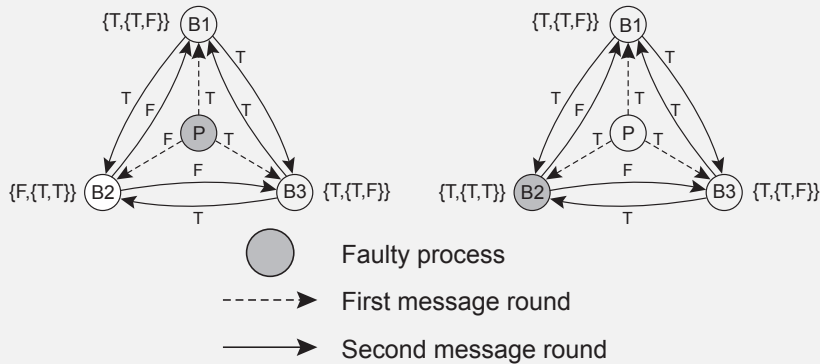 {T,{T,F}} B1 {T,{T,F}} B1
T T T T
T F T T F T
F P T T P T
F F
{F,{T,T}} B2 B3 {T,{T,F}} {T,{T,T}} B2 B3 {T,{T,F}}
T T
Faulty process
First message round
Second message round